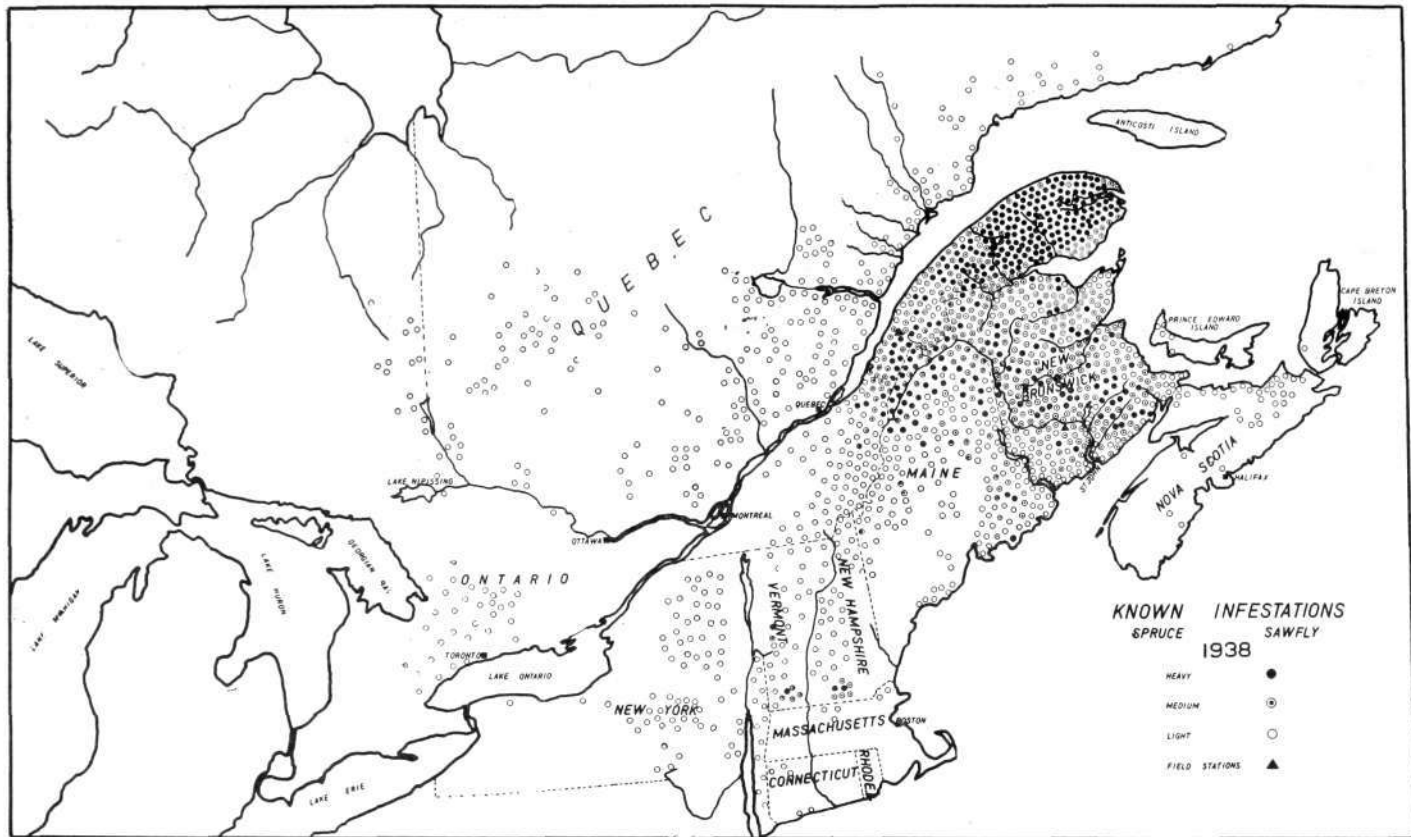 ANTICOSTI ISLAND
QUEBEC
CAPE BRETON
ISLAND
PRINCE EDWARD
ISLAND
LAKE SUPERIOR
NEW
BRUNSWICK
QUEBEC
MAINE
NOVA SCOTIA
HALIFAX
LAKE NIPISSING
MONTREAL
OTTAWA
GEORGIAN BAY
LAKE HURON
LAKE MICHIGAN
ONTARIO
VERMONT
NEW HAMPSHIRE
TORONTO
LAKE ONTARIO
NEW YORK
MASSACHUSETTS
BOSTON
CONNECTICUT
RHODE I
LAKE ERIE
KNOWN INFESTATIONS
SPRUCE SAWFLY
1938
HEAVY
MEDIUM
LIGHT
FIELD STATIONS